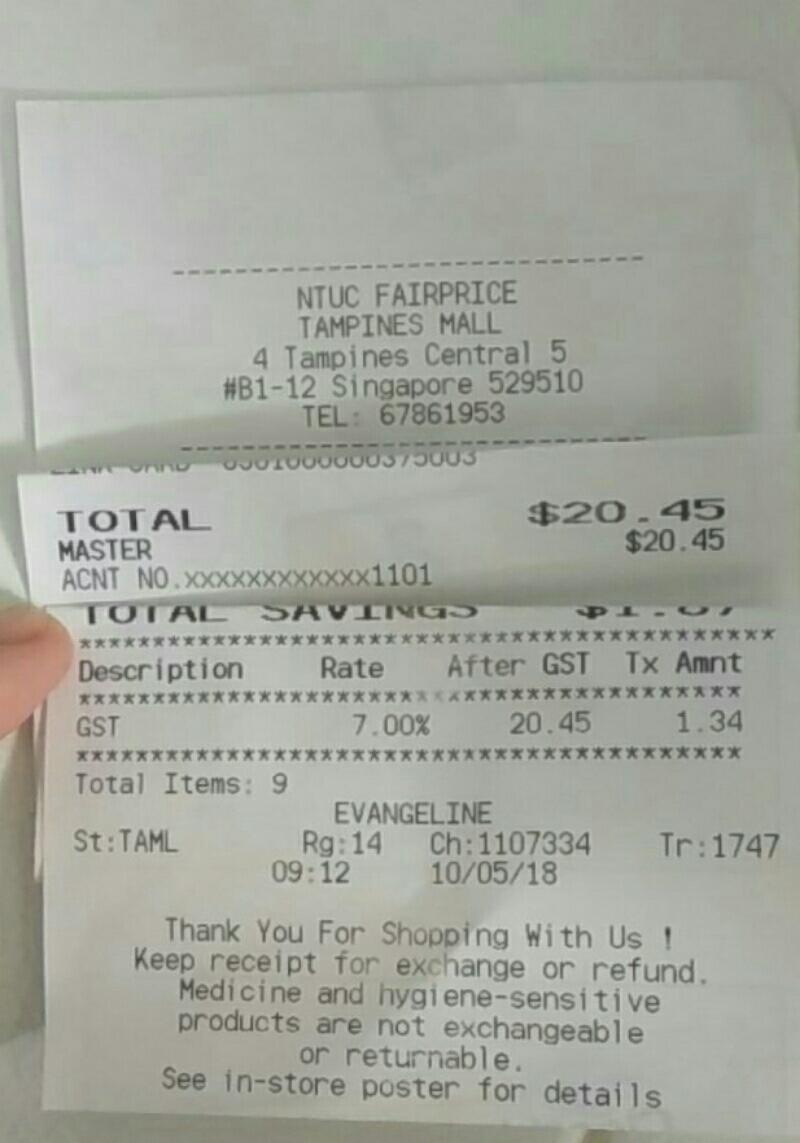 --------------------------------------
NTUC FAIRPRICE
TAMPINES MALL
4 Tampines Central 5
#B1-12 Singapore 529510
TEL: 67861953
--------------------------------------
TOTAL $20.45
MASTER $20.45
ACNT NO.xxxxxxxxxxxx1101
TOTAL SAVINGS
******************************************
Description Rate After GST Tx Amnt
****************************************
GST 7.00% 20.45 1.34
****************************************
Total Items: 9
EVANGELINE
St:TAML Rg:14 Ch:1107334 Tr:1747
09:12 10/05/18
Thank You For Shopping With Us !
Keep receipt for exchange or refund.
Medicine and hygiene-sensitive
products are not exchangeable
or returnable.
See in-store poster for details